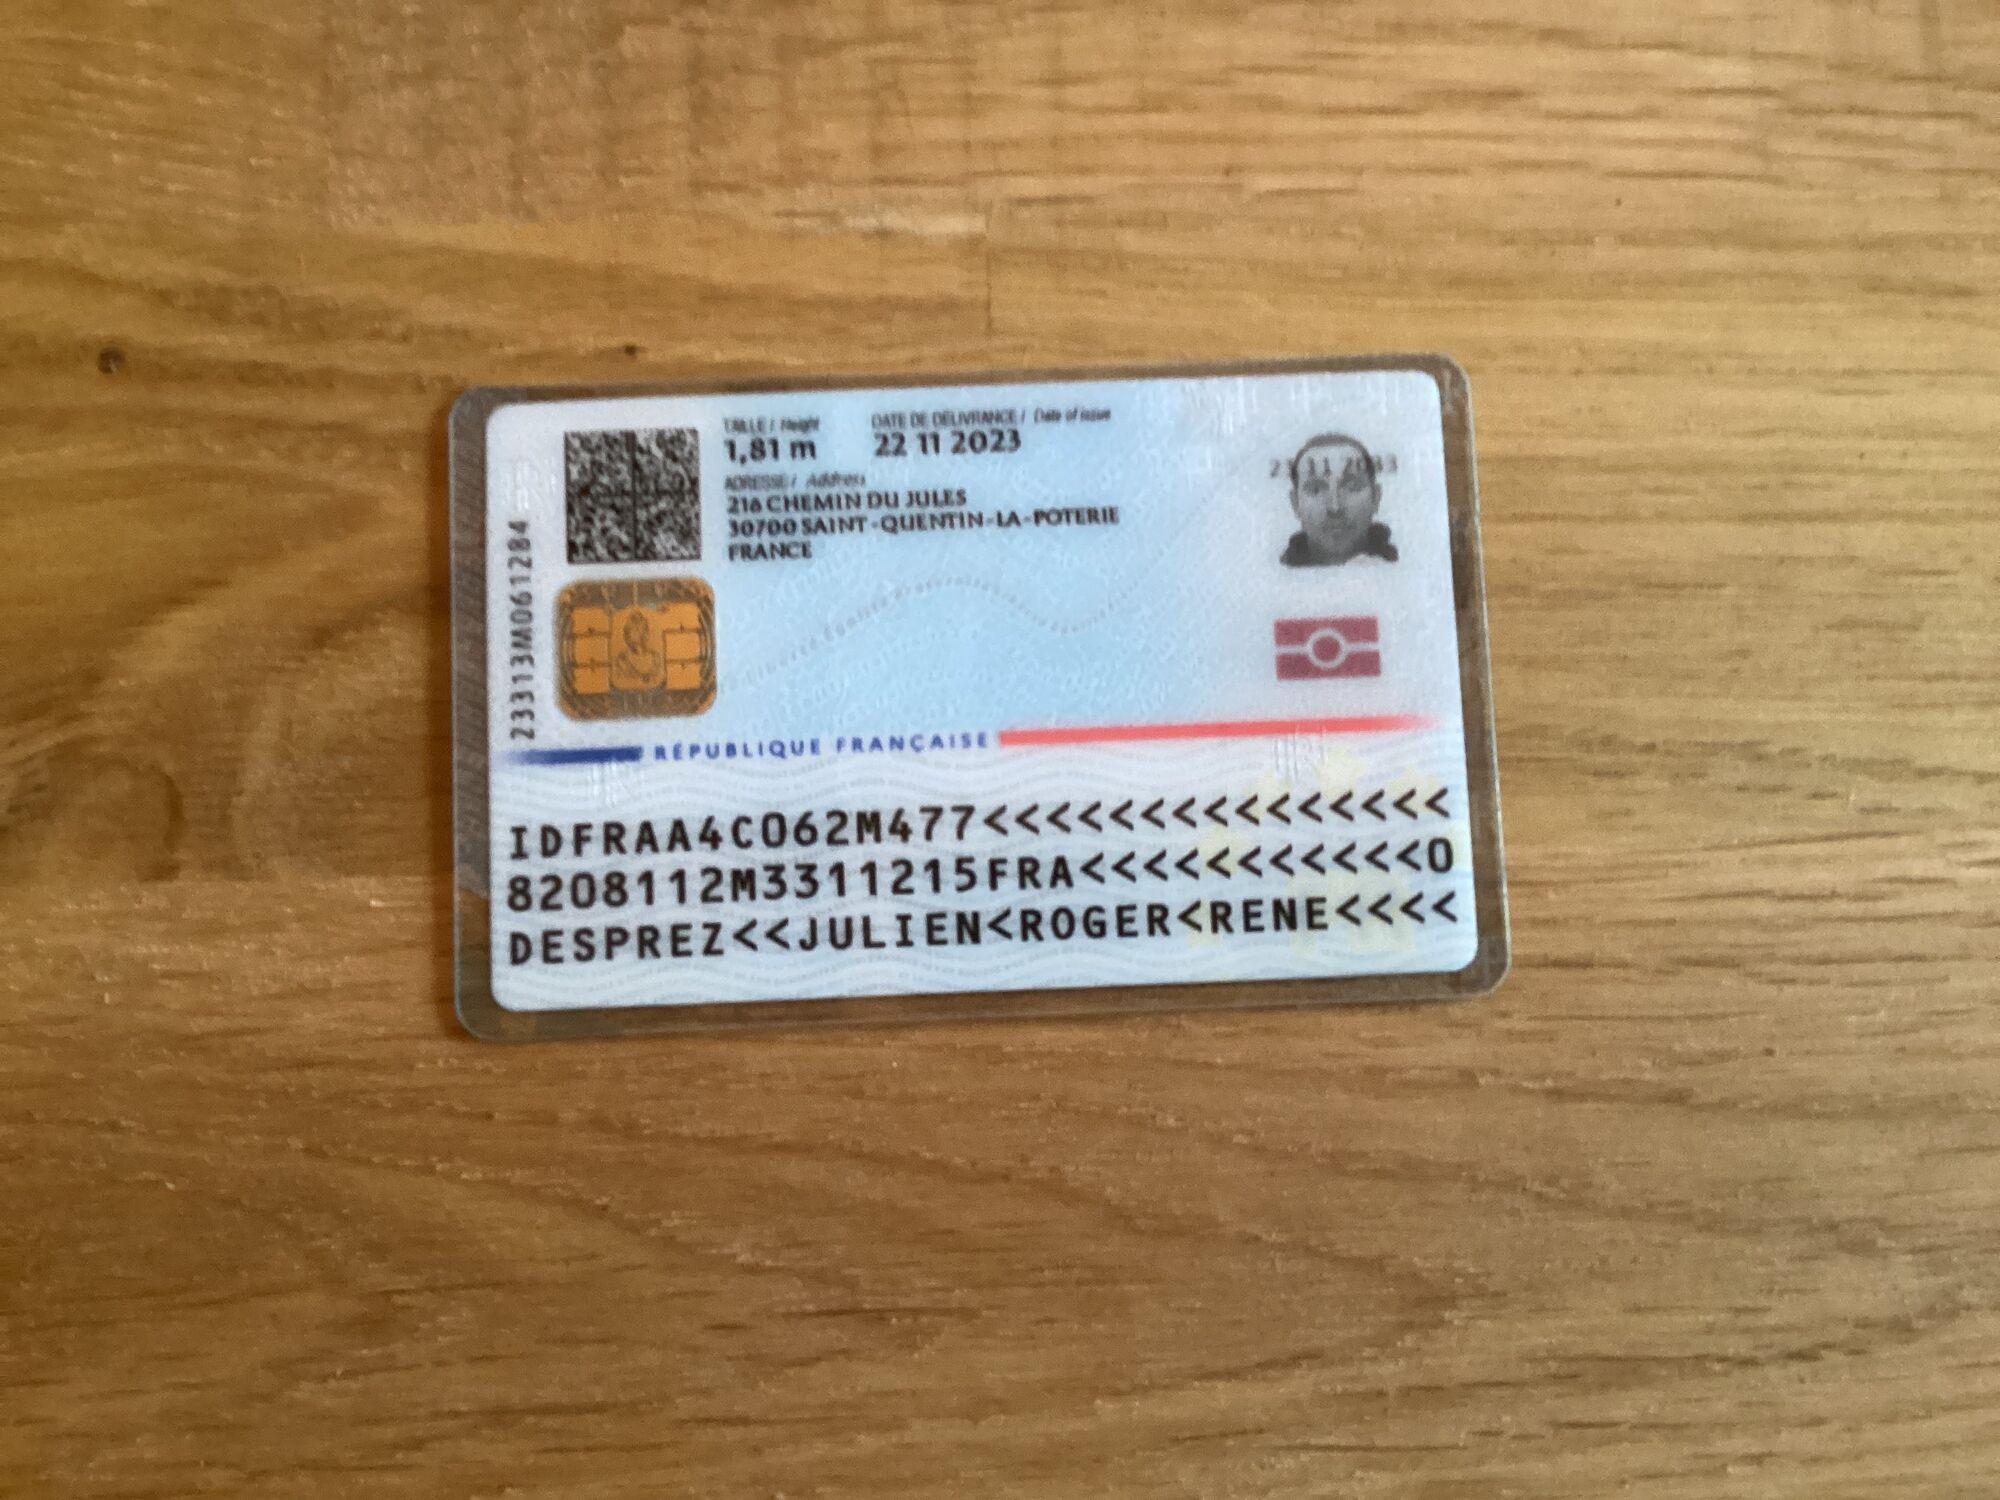 TAILLE / Height
1,81 m
DATE DE DÉLIVRANCE / Date of issue
22 11 2023
ADRESSE / Address
216 CHEMIN DU JULES
30700 SAINT-QUENTIN-LA-POTERIE
FRANCE
23313M061284
RÉPUBLIQUE FRANÇAISE
IDFRAA4C062M477<<<<<<<<<<<<<<<
8208112M3311215FRA<<<<<<<<<<<0
DESPREZ<<JULIEN<ROGER<RENE<<<<